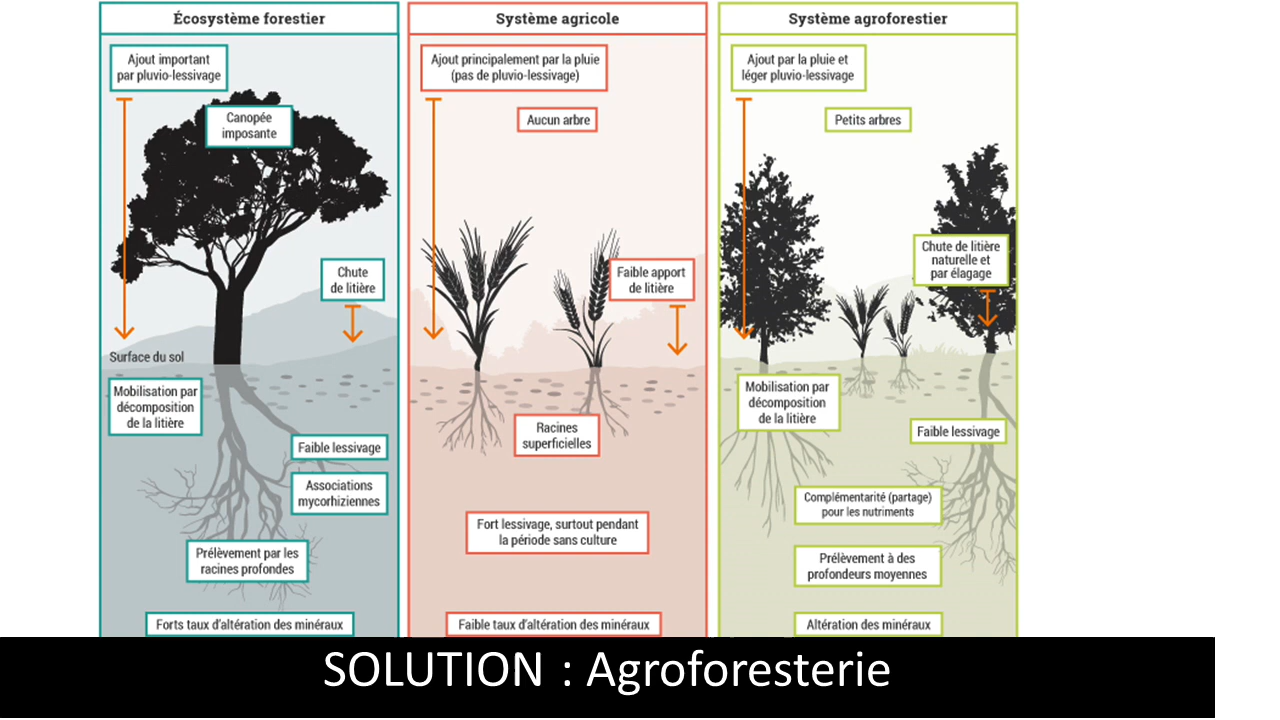 Écosystème forestier
Ajout important
par pluvio-lessivage
Canopée
imposante
Chute
de litière
Surface du sol
Mobilisation par
décomposition
de la litière
Faible lessivage
Associations
mycorhiziennes
Prélèvement par les
racines profondes
Forts taux d'altération des minéraux
Système agricole
Ajout principalement par la pluie
(pas de pluvio-lessivage)
Aucun arbre
Faible apport
de litière
Racines
superficielles
Fort lessivage, surtout pendant
la période sans culture
Faible taux d'altération des minéraux
Système agroforestier
Ajout par la pluie et
léger pluvio-lessivage
Petits arbres
Chute de litière
naturelle et
par élagage
Mobilisation par
décomposition
de la litière
Faible lessivage
Complémentarité (partage)
pour les nutriments
Prélèvement à des
profondeurs moyennes
Altération des minéraux
SOLUTION : Agroforesterie